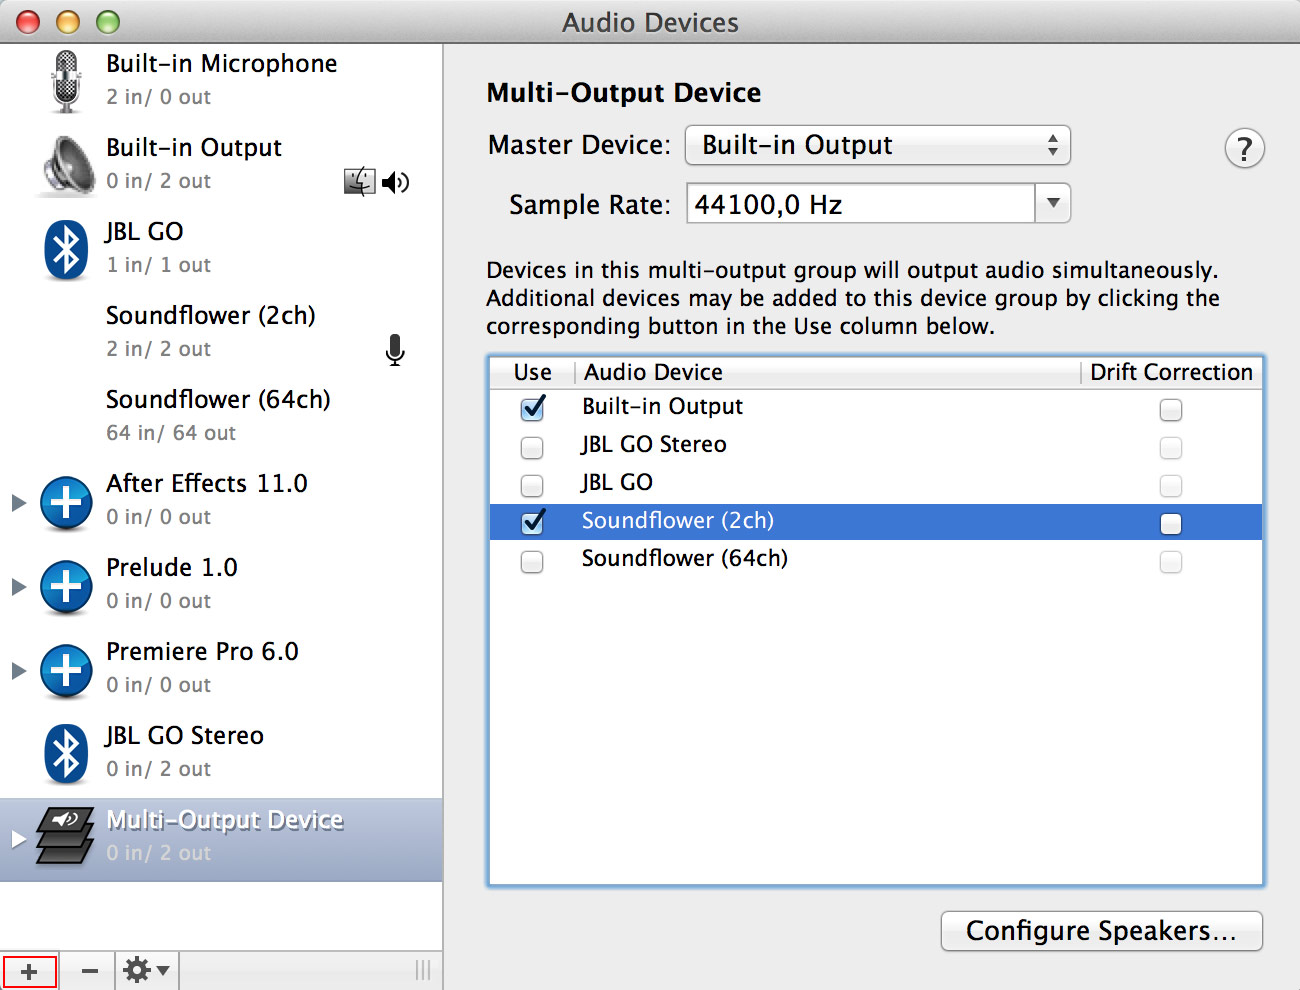 Audio Devices
Built-in Microphone
2 in/ 0 out
Built-in Output
0 in/ 2 out
JBL GO
1 in/ 1 out
Soundflower (2ch)
2 in/ 2 out
Soundflower (64ch)
64 in/ 64 out
After Effects 11.0
0 in/ 0 out
Prelude 1.0
0 in/ 0 out
Premiere Pro 6.0
0 in/ 0 out
JBL GO Stereo
0 in/ 2 out
Multi-Output Device
0 in/ 2 out
Multi-Output Device
Master Device: Built-in Output
?
Sample Rate: 44100,0 Hz
Devices in this multi-output group will output audio simultaneously.
Additional devices may be added to this device group by clicking the
corresponding button in the Use column below.
Use Audio Device Drift Correction
Built-in Output
JBL GO Stereo
JBL GO
Soundflower (2ch)
Soundflower (64ch)
Configure Speakers...